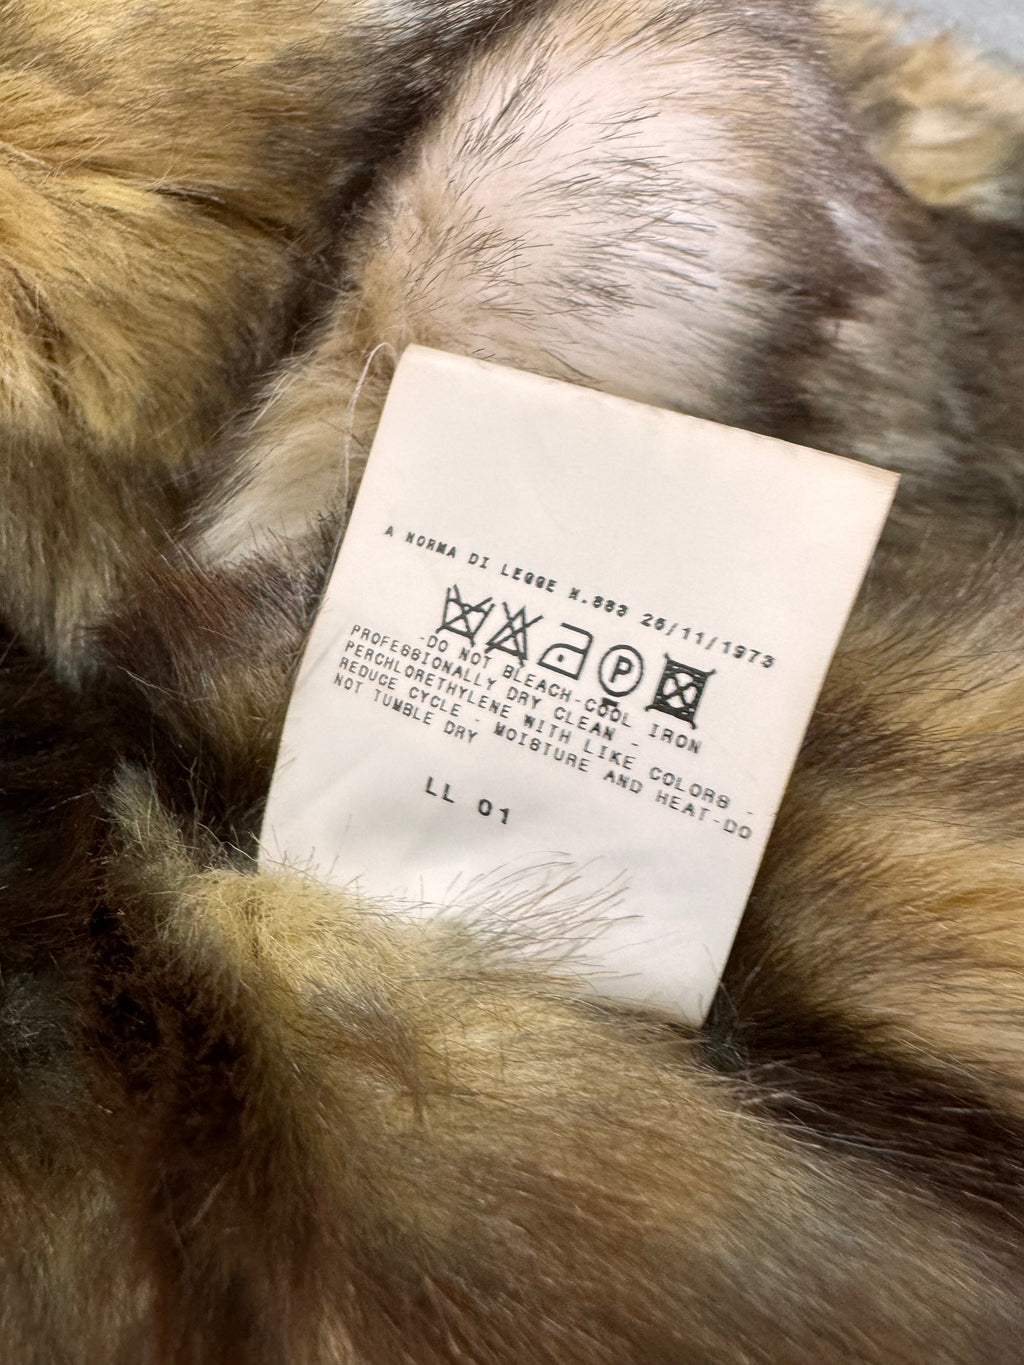 A NORMA DI LEGGE N.883 26/11/1973
P
-DO NOT BLEACH-COOL IRON
PROFESSIONALLY DRY CLEAN -
PERCHLORETHYLENE WITH LIKE COLORS -
REDUCE CYCLE - MOISTURE AND HEAT-DO
NOT TUMBLE DRY
LL 01